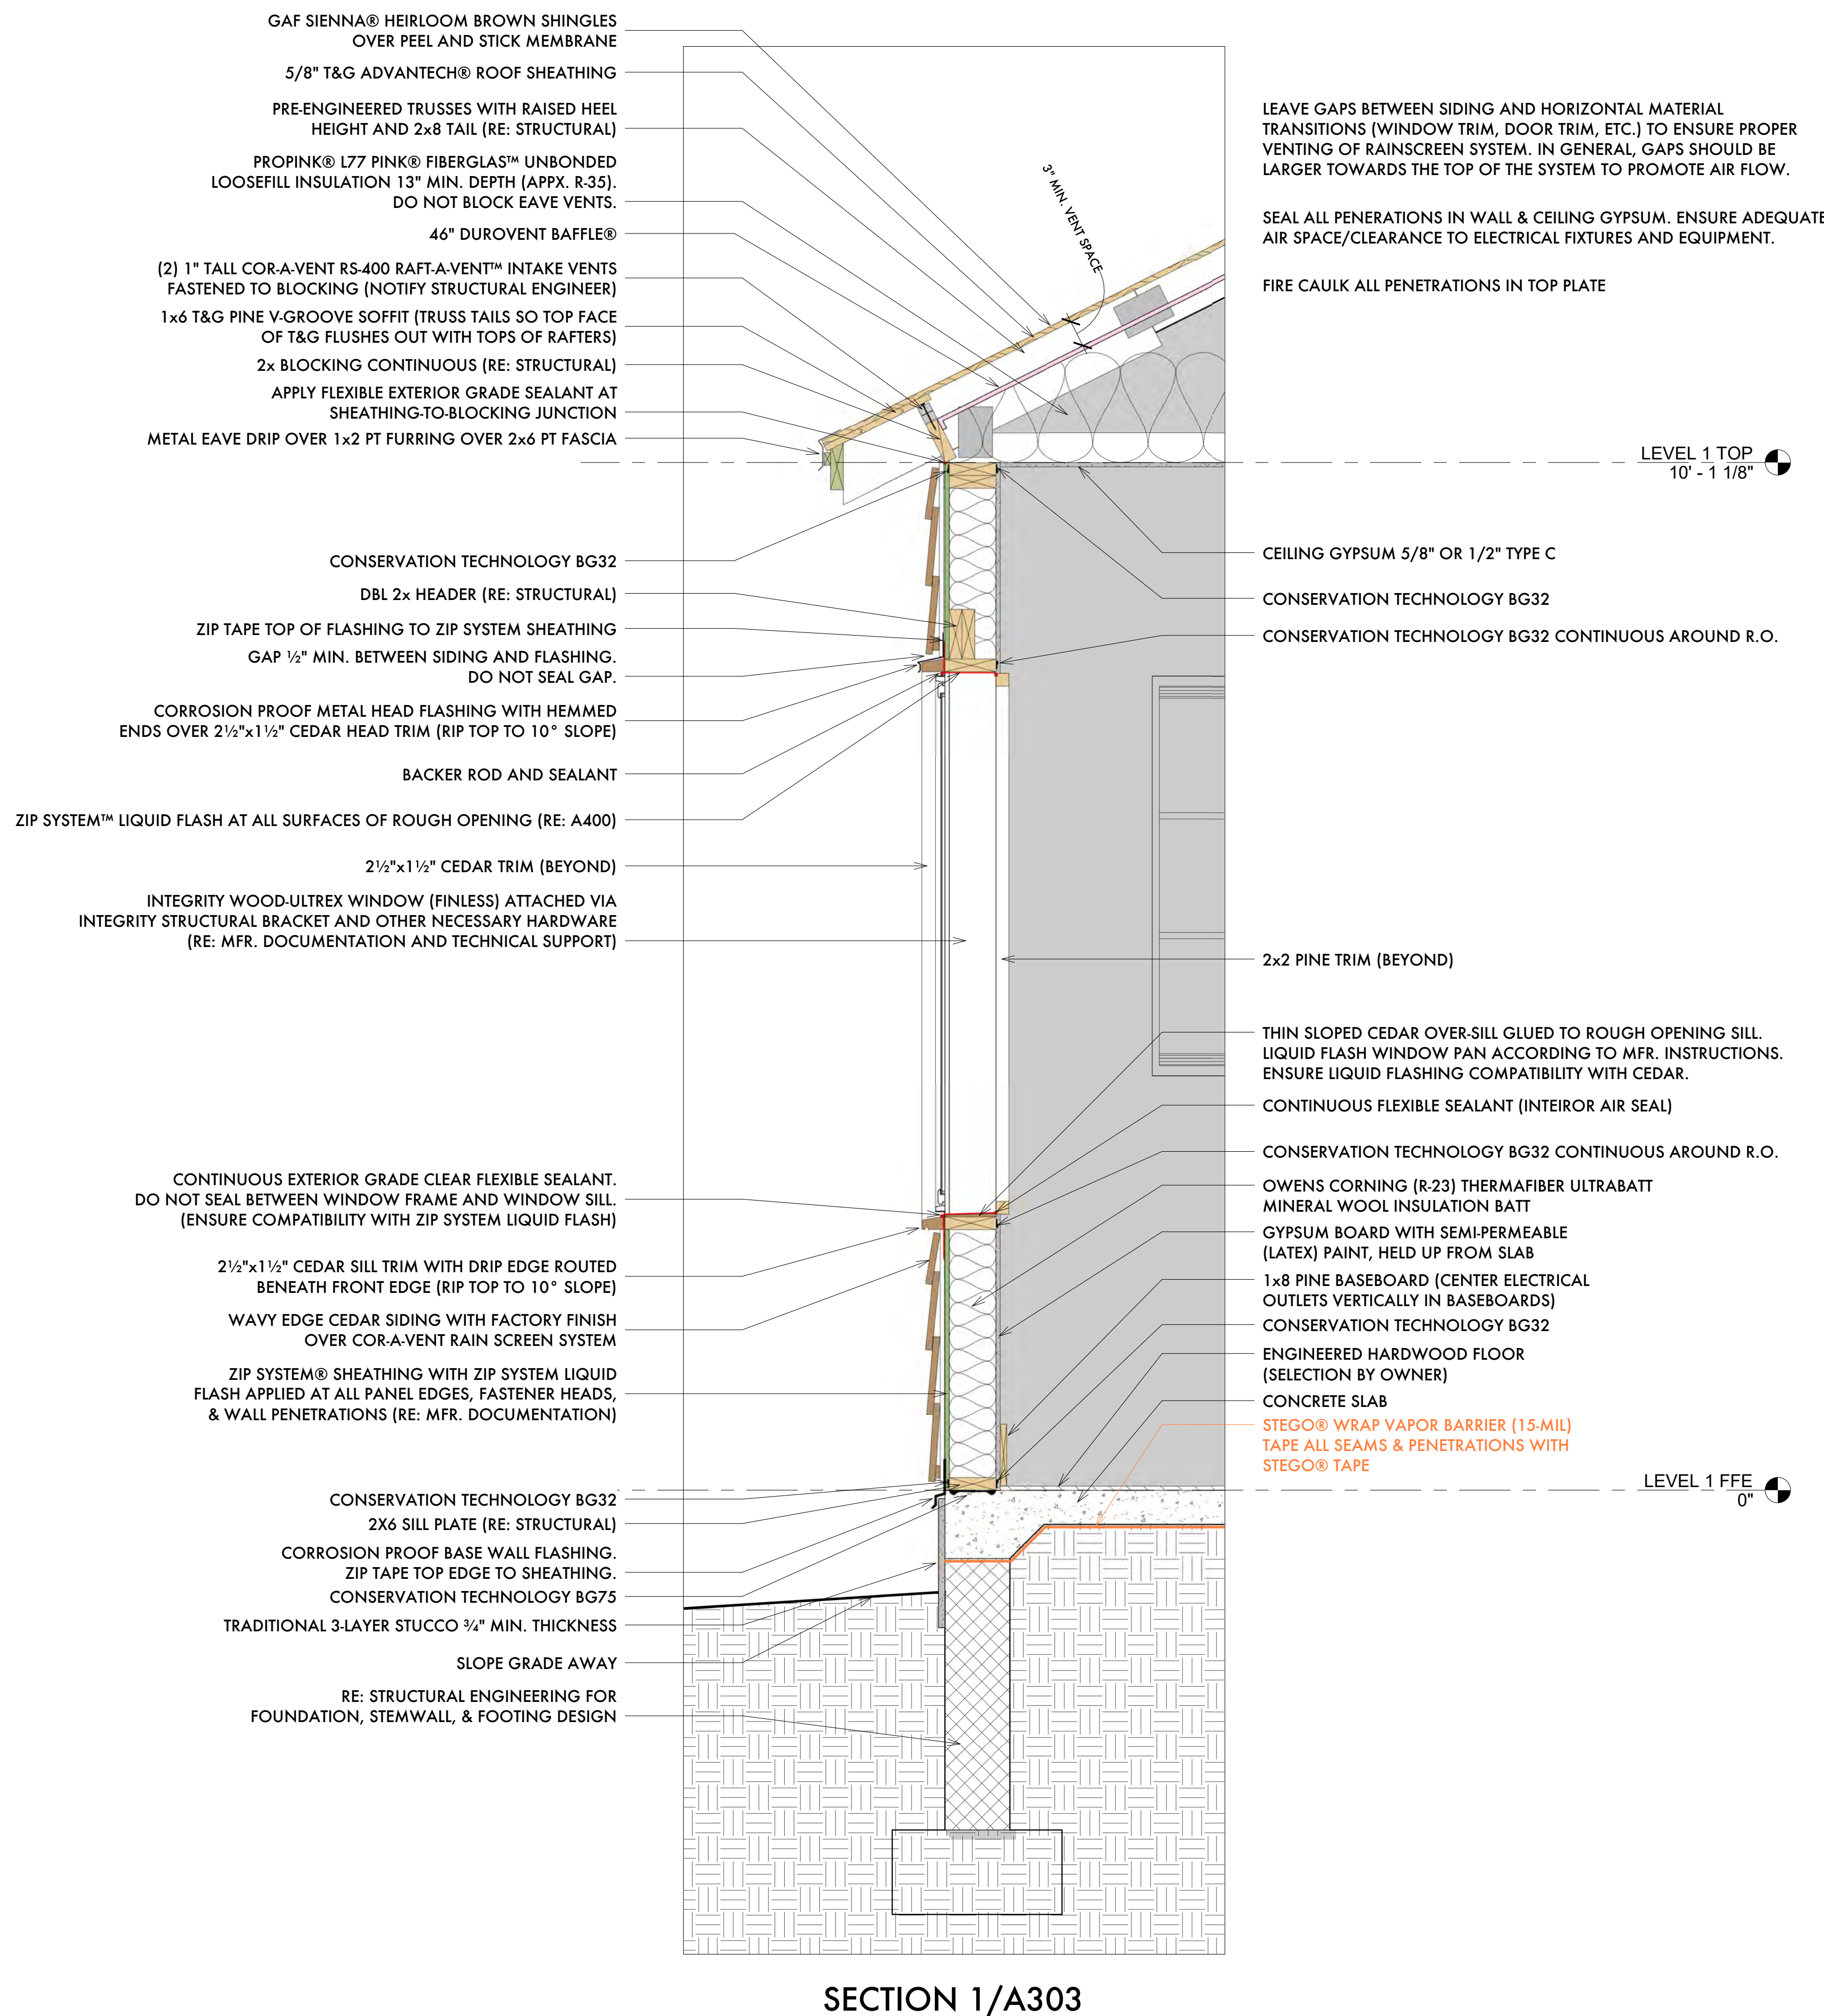 GAF SIENNA® HEIRLOOM BROWN SHINGLES
OVER PEEL AND STICK MEMBRANE
5/8" T&G ADVANTECH® ROOF SHEATHING
PRE-ENGINEERED TRUSSES WITH RAISED HEEL
HEIGHT AND 2x8 TAIL (RE: STRUCTURAL)
PROPINK® L77 PINK® FIBERGLAS™ UNBONDED
LOOSEFILL INSULATION 13" MIN. DEPTH (APPX. R-35).
DO NOT BLOCK EAVE VENTS.
46" DUROVENT BAFFLE®
(2) 1" TALL COR-A-VENT RS-400 RAFT-A-VENT™ INTAKE VENTS
FASTENED TO BLOCKING (NOTIFY STRUCTURAL ENGINEER)
1x6 T&G PINE V-GROOVE SOFFIT (TRUSS TAILS SO TOP FACE
OF T&G FLUSHES OUT WITH TOPS OF RAFTERS)
2x BLOCKING CONTINUOUS (RE: STRUCTURAL)
APPLY FLEXIBLE EXTERIOR GRADE SEALANT AT
SHEATHING-TO-BLOCKING JUNCTION
METAL EAVE DRIP OVER 1x2 PT FURRING OVER 2x6 PT FASCIA
CONSERVATION TECHNOLOGY BG32
DBL 2x HEADER (RE: STRUCTURAL)
ZIP TAPE TOP OF FLASHING TO ZIP SYSTEM SHEATHING
GAP ½" MIN. BETWEEN SIDING AND FLASHING.
DO NOT SEAL GAP.
CORROSION PROOF METAL HEAD FLASHING WITH HEMMED
ENDS OVER 2½"x1½" CEDAR HEAD TRIM (RIP TOP TO 10° SLOPE)
BACKER ROD AND SEALANT
ZIP SYSTEM™ LIQUID FLASH AT ALL SURFACES OF ROUGH OPENING (RE: A400)
2½"x1½" CEDAR TRIM (BEYOND)
INTEGRITY WOOD-ULTREX WINDOW (FINLESS) ATTACHED VIA
INTEGRITY STRUCTURAL BRACKET AND OTHER NECESSARY HARDWARE
(RE: MFR. DOCUMENTATION AND TECHNICAL SUPPORT)
CONTINUOUS EXTERIOR GRADE CLEAR FLEXIBLE SEALANT.
DO NOT SEAL BETWEEN WINDOW FRAME AND WINDOW SILL.
(ENSURE COMPATIBILITY WITH ZIP SYSTEM LIQUID FLASH)
2½"x1½" CEDAR SILL TRIM WITH DRIP EDGE ROUTED
BENEATH FRONT EDGE (RIP TOP TO 10° SLOPE)
WAVY EDGE CEDAR SIDING WITH FACTORY FINISH
OVER COR-A-VENT RAIN SCREEN SYSTEM
ZIP SYSTEM® SHEATHING WITH ZIP SYSTEM LIQUID
FLASH APPLIED AT ALL PANEL EDGES, FASTENER HEADS,
& WALL PENETRATIONS (RE: MFR. DOCUMENTATION)
CONSERVATION TECHNOLOGY BG32
2X6 SILL PLATE (RE: STRUCTURAL)
CORROSION PROOF BASE WALL FLASHING.
ZIP TAPE TOP EDGE TO SHEATHING.
CONSERVATION TECHNOLOGY BG75
TRADITIONAL 3-LAYER STUCCO ¾" MIN. THICKNESS
SLOPE GRADE AWAY
RE: STRUCTURAL ENGINEERING FOR
FOUNDATION, STEMWALL, & FOOTING DESIGN
3" MIN. VENT SPACE
LEAVE GAPS BETWEEN SIDING AND HORIZONTAL MATERIAL
TRANSITIONS (WINDOW TRIM, DOOR TRIM, ETC.) TO ENSURE PROPER
VENTING OF RAINSCREEN SYSTEM. IN GENERAL, GAPS SHOULD BE
LARGER TOWARDS THE TOP OF THE SYSTEM TO PROMOTE AIR FLOW.
SEAL ALL PENERATIONS IN WALL & CEILING GYPSUM. ENSURE ADEQUATE
AIR SPACE/CLEARANCE TO ELECTRICAL FIXTURES AND EQUIPMENT.
FIRE CAULK ALL PENETRATIONS IN TOP PLATE
LEVEL 1 TOP
10' - 1 1/8"
CEILING GYPSUM 5/8" OR 1/2" TYPE C
CONSERVATION TECHNOLOGY BG32
CONSERVATION TECHNOLOGY BG32 CONTINUOUS AROUND R.O.
2x2 PINE TRIM (BEYOND)
THIN SLOPED CEDAR OVER-SILL GLUED TO ROUGH OPENING SILL.
LIQUID FLASH WINDOW PAN ACCORDING TO MFR. INSTRUCTIONS.
ENSURE LIQUID FLASHING COMPATIBILITY WITH CEDAR.
CONTINUOUS FLEXIBLE SEALANT (INTEIROR AIR SEAL)
CONSERVATION TECHNOLOGY BG32 CONTINUOUS AROUND R.O.
OWENS CORNING (R-23) THERMAFIBER ULTRABATT
MINERAL WOOL INSULATION BATT
GYPSUM BOARD WITH SEMI-PERMEABLE
(LATEX) PAINT, HELD UP FROM SLAB
1x8 PINE BASEBOARD (CENTER ELECTRICAL
OUTLETS VERTICALLY IN BASEBOARDS)
CONSERVATION TECHNOLOGY BG32
ENGINEERED HARDWOOD FLOOR
(SELECTION BY OWNER)
CONCRETE SLAB
STEGO® WRAP VAPOR BARRIER (15-MIL)
TAPE ALL SEAMS & PENETRATIONS WITH
STEGO® TAPE
LEVEL 1 FFE
0"
SECTION 1/A303